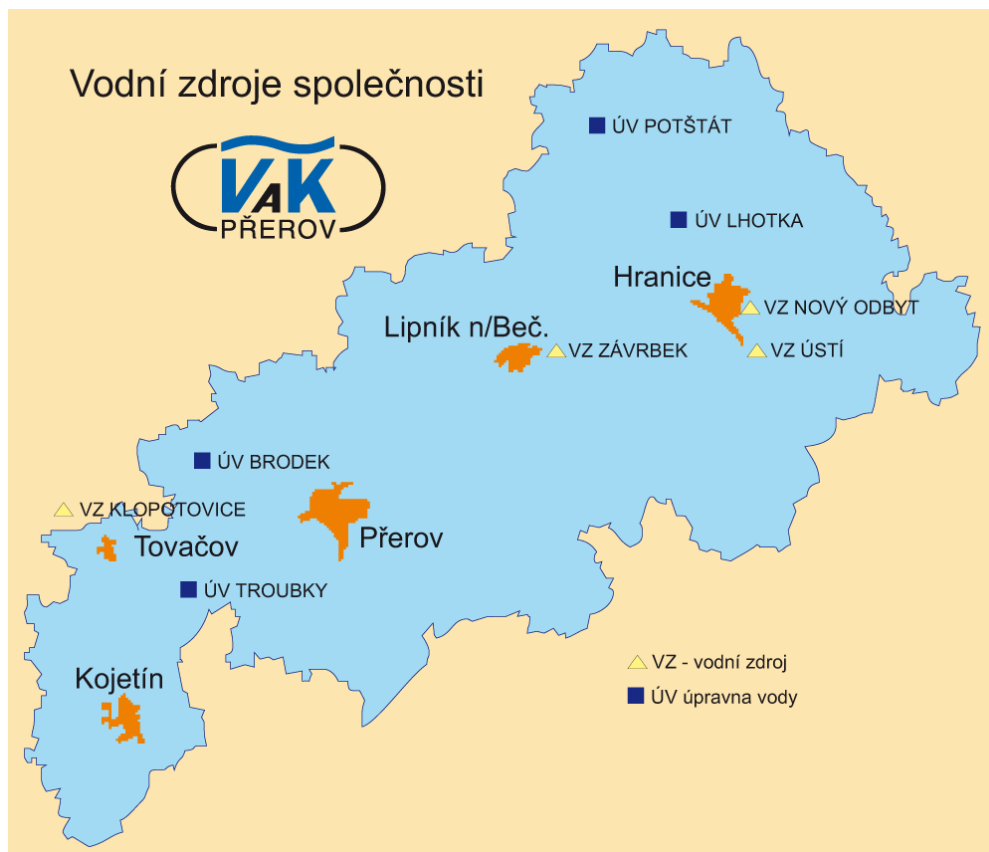 Vodní zdroje společnosti
VAK
PŘEROV
ÚV POTŠTÁT
ÚV LHOTKA
Hranice
VZ NOVÝ ODBYT
Lipník n/Beč.
VZ ZÁVRBEK
VZ ÚSTÍ
ÚV BRODEK
VZ KLOPOTOVICE
Přerov
Tovačov
ÚV TROUBKY
Kojetín
VZ - vodní zdroj
ÚV úpravna vody